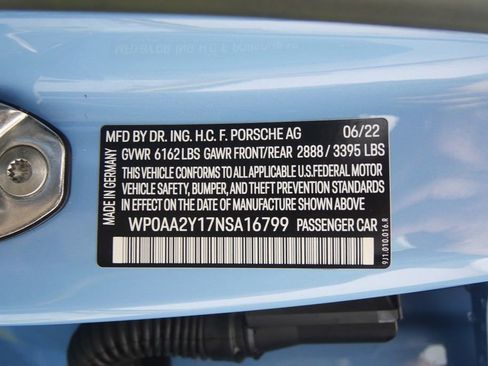 MFD BY DR. ING. H.C. F. PORSCHE AG 06/22
GVWR 6162 LBS GAWR FRONT/REAR 2888 / 3395 LBS
THIS VEHICLE CONFORMS TO ALL APPLICABLE U.S.FEDERAL MOTOR
VEHICLE SAFETY, BUMPER, AND THEFT PREVENTION STANDARDS
IN EFFECT ON THE DATE OF MANUFACTURE SHOWN ABOVE
WP0AA2Y17NSA16799 PASSENGER CAR
MADE IN GERMANY
9J1.010.016.R